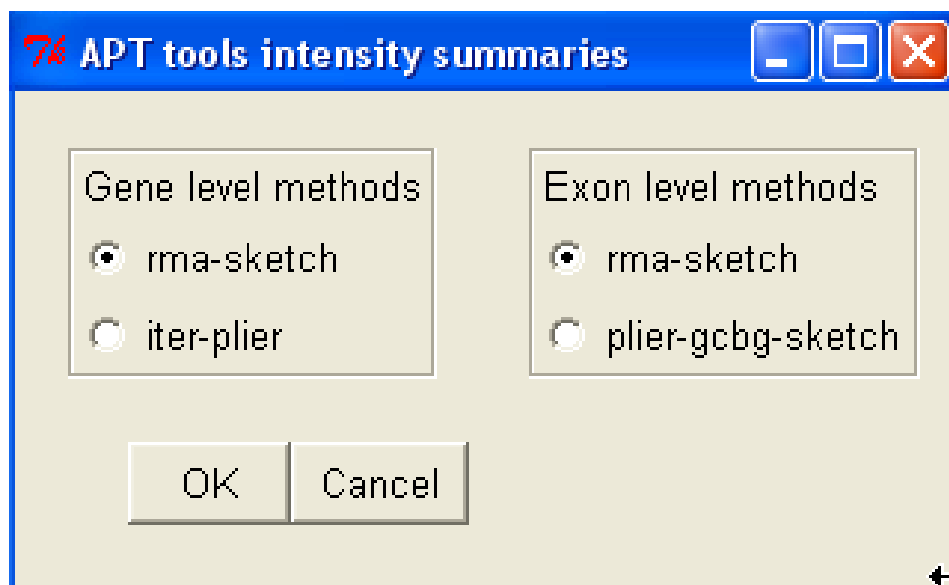 7% APT tools intensity summaries
Gene level methods
rma-sketch
iter-plier
Exon level methods
rma-sketch
plier-gcbg-sketch
OK
Cancel